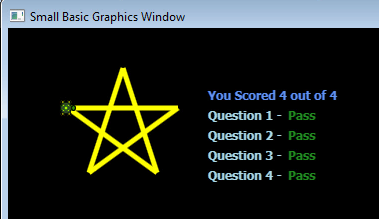 Small Basic Graphics Window
You Scored 4 out of 4
Question 1 - Pass
Question 2 - Pass
Question 3 - Pass
Question 4 - Pass